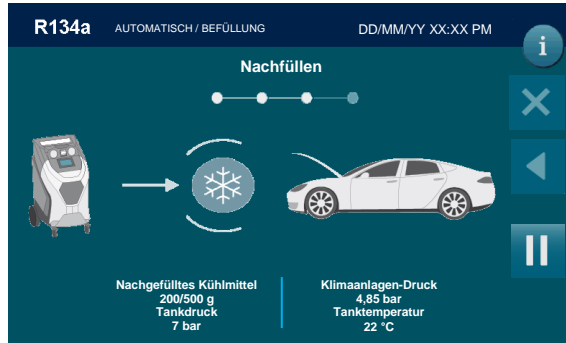 R134a AUTOMATISCH / BEFÜLLUNG DD/MM/YY XX:XX PM
i
Nachfüllen
Nachgefülltes Kühlmittel
200/500 g
Tankdruck
7 bar
Klimaanlagen-Druck
4,85 bar
Tanktemperatur
22 °C